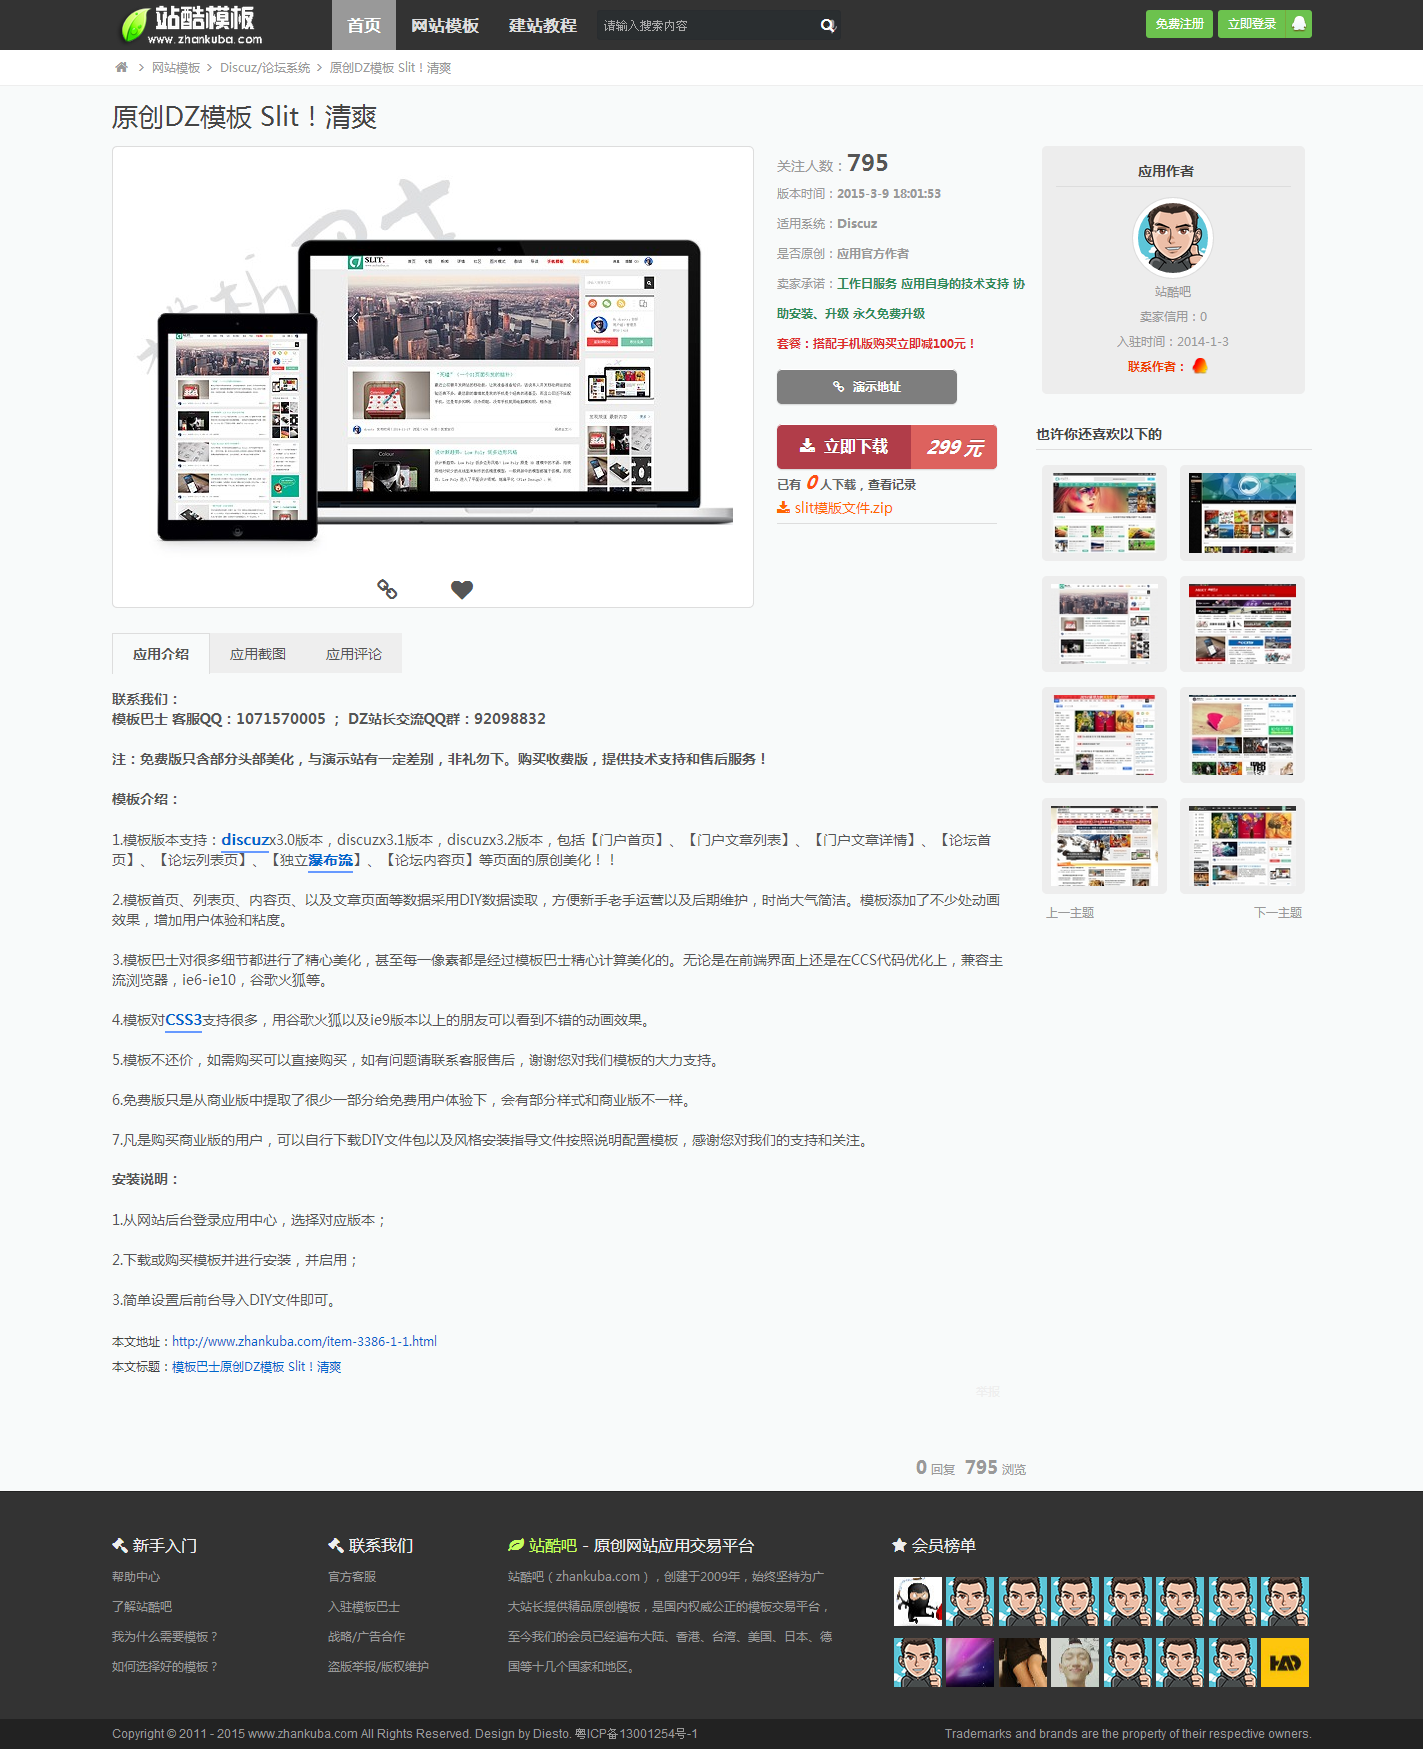 站酷模板
www.zhankuba.com
首页
网站模板
建站教程
请输入搜索内容
免费注册
立即登录
网站模板 > Discuz/论坛系统 > 原创DZ模板 Slit！清爽
原创DZ模板 Slit！清爽
SLIT.
关注人数：795
版本时间：2015-3-9 18:01:53
适用系统：Discuz
是否原创：应用官方作者
卖家承诺：工作日服务 应用自身的技术支持 协
助安装、升级 永久免费升级
套餐：搭配手机版购买立即减100元！
演示地址
立即下载 299 元
已有 0 人下载，查看记录
slit模版文件.zip
应用作者
站酷吧
卖家信用：0
入驻时间：2014-1-3
联系作者：
也许你还喜欢以下的
上一主题
下一主题
应用介绍
应用截图
应用评论
联系我们：
模板巴士 客服QQ：1071570005 ； DZ站长交流QQ群：92098832
注：免费版只含部分头部美化，与演示站有一定差别，非礼勿下。购买收费版，提供技术支持和售后服务！
模板介绍：
1.模板版本支持：discuzx3.0版本，discuzx3.1版本，discuzx3.2版本，包括【门户首页】、【门户文章列表】、【门户文章详情】、【论坛首
页】、【论坛列表页】、【独立瀑布流】、【论坛内容页】等页面的原创美化！！
2.模板首页、列表页、内容页、以及文章页面等数据采用DIY数据读取，方便新手老手运营以及后期维护，时尚大气简洁。模板添加了不少处动画
效果，增加用户体验和粘度。
3.模板巴士对很多细节都进行了精心美化，甚至每一像素都是经过模板巴士精心计算美化的。无论是在前端界面上还是在CCS代码优化上，兼容主
流浏览器，ie6-ie10，谷歌火狐等。
4.模板对CSS3支持很多，用谷歌火狐以及ie9版本以上的朋友可以看到不错的动画效果。
5.模板不还价，如需购买可以直接购买，如有问题请联系客服售后，谢谢您对我们模板的大力支持。
6.免费版只是从商业版中提取了很少一部分给免费用户体验下，会有部分样式和商业版不一样。
7.凡是购买商业版的用户，可以自行下载DIY文件包以及风格安装指导文件按照说明配置模板，感谢您对我们的支持和关注。
安装说明：
1.从网站后台登录应用中心，选择对应版本；
2.下载或购买模板并进行安装，并启用；
3.简单设置后前台导入DIY文件即可。
本文地址：http://www.zhankuba.com/item-3386-1-1.html
本文标题：模板巴士原创DZ模板 Slit！清爽
举报
0 回复 795 浏览
新手入门
帮助中心
了解站酷吧
我为什么需要模板？
如何选择好的模板？
联系我们
官方客服
入驻模板巴士
战略/广告合作
盗版举报/版权维护
站酷吧 - 原创网站应用交易平台
站酷吧（zhankuba.com），创建于2009年，始终坚持为广
大站长提供精品原创模板，是国内权威公正的模板交易平台，
至今我们的会员已经遍布大陆、香港、台湾、美国、日本、德
国等十几个国家和地区。
会员榜单
Copyright © 2011 - 2015 www.zhankuba.com All Rights Reserved. Design by Diesto. 粤ICP备13001254号-1
Trademarks and brands are the property of their respective owners.